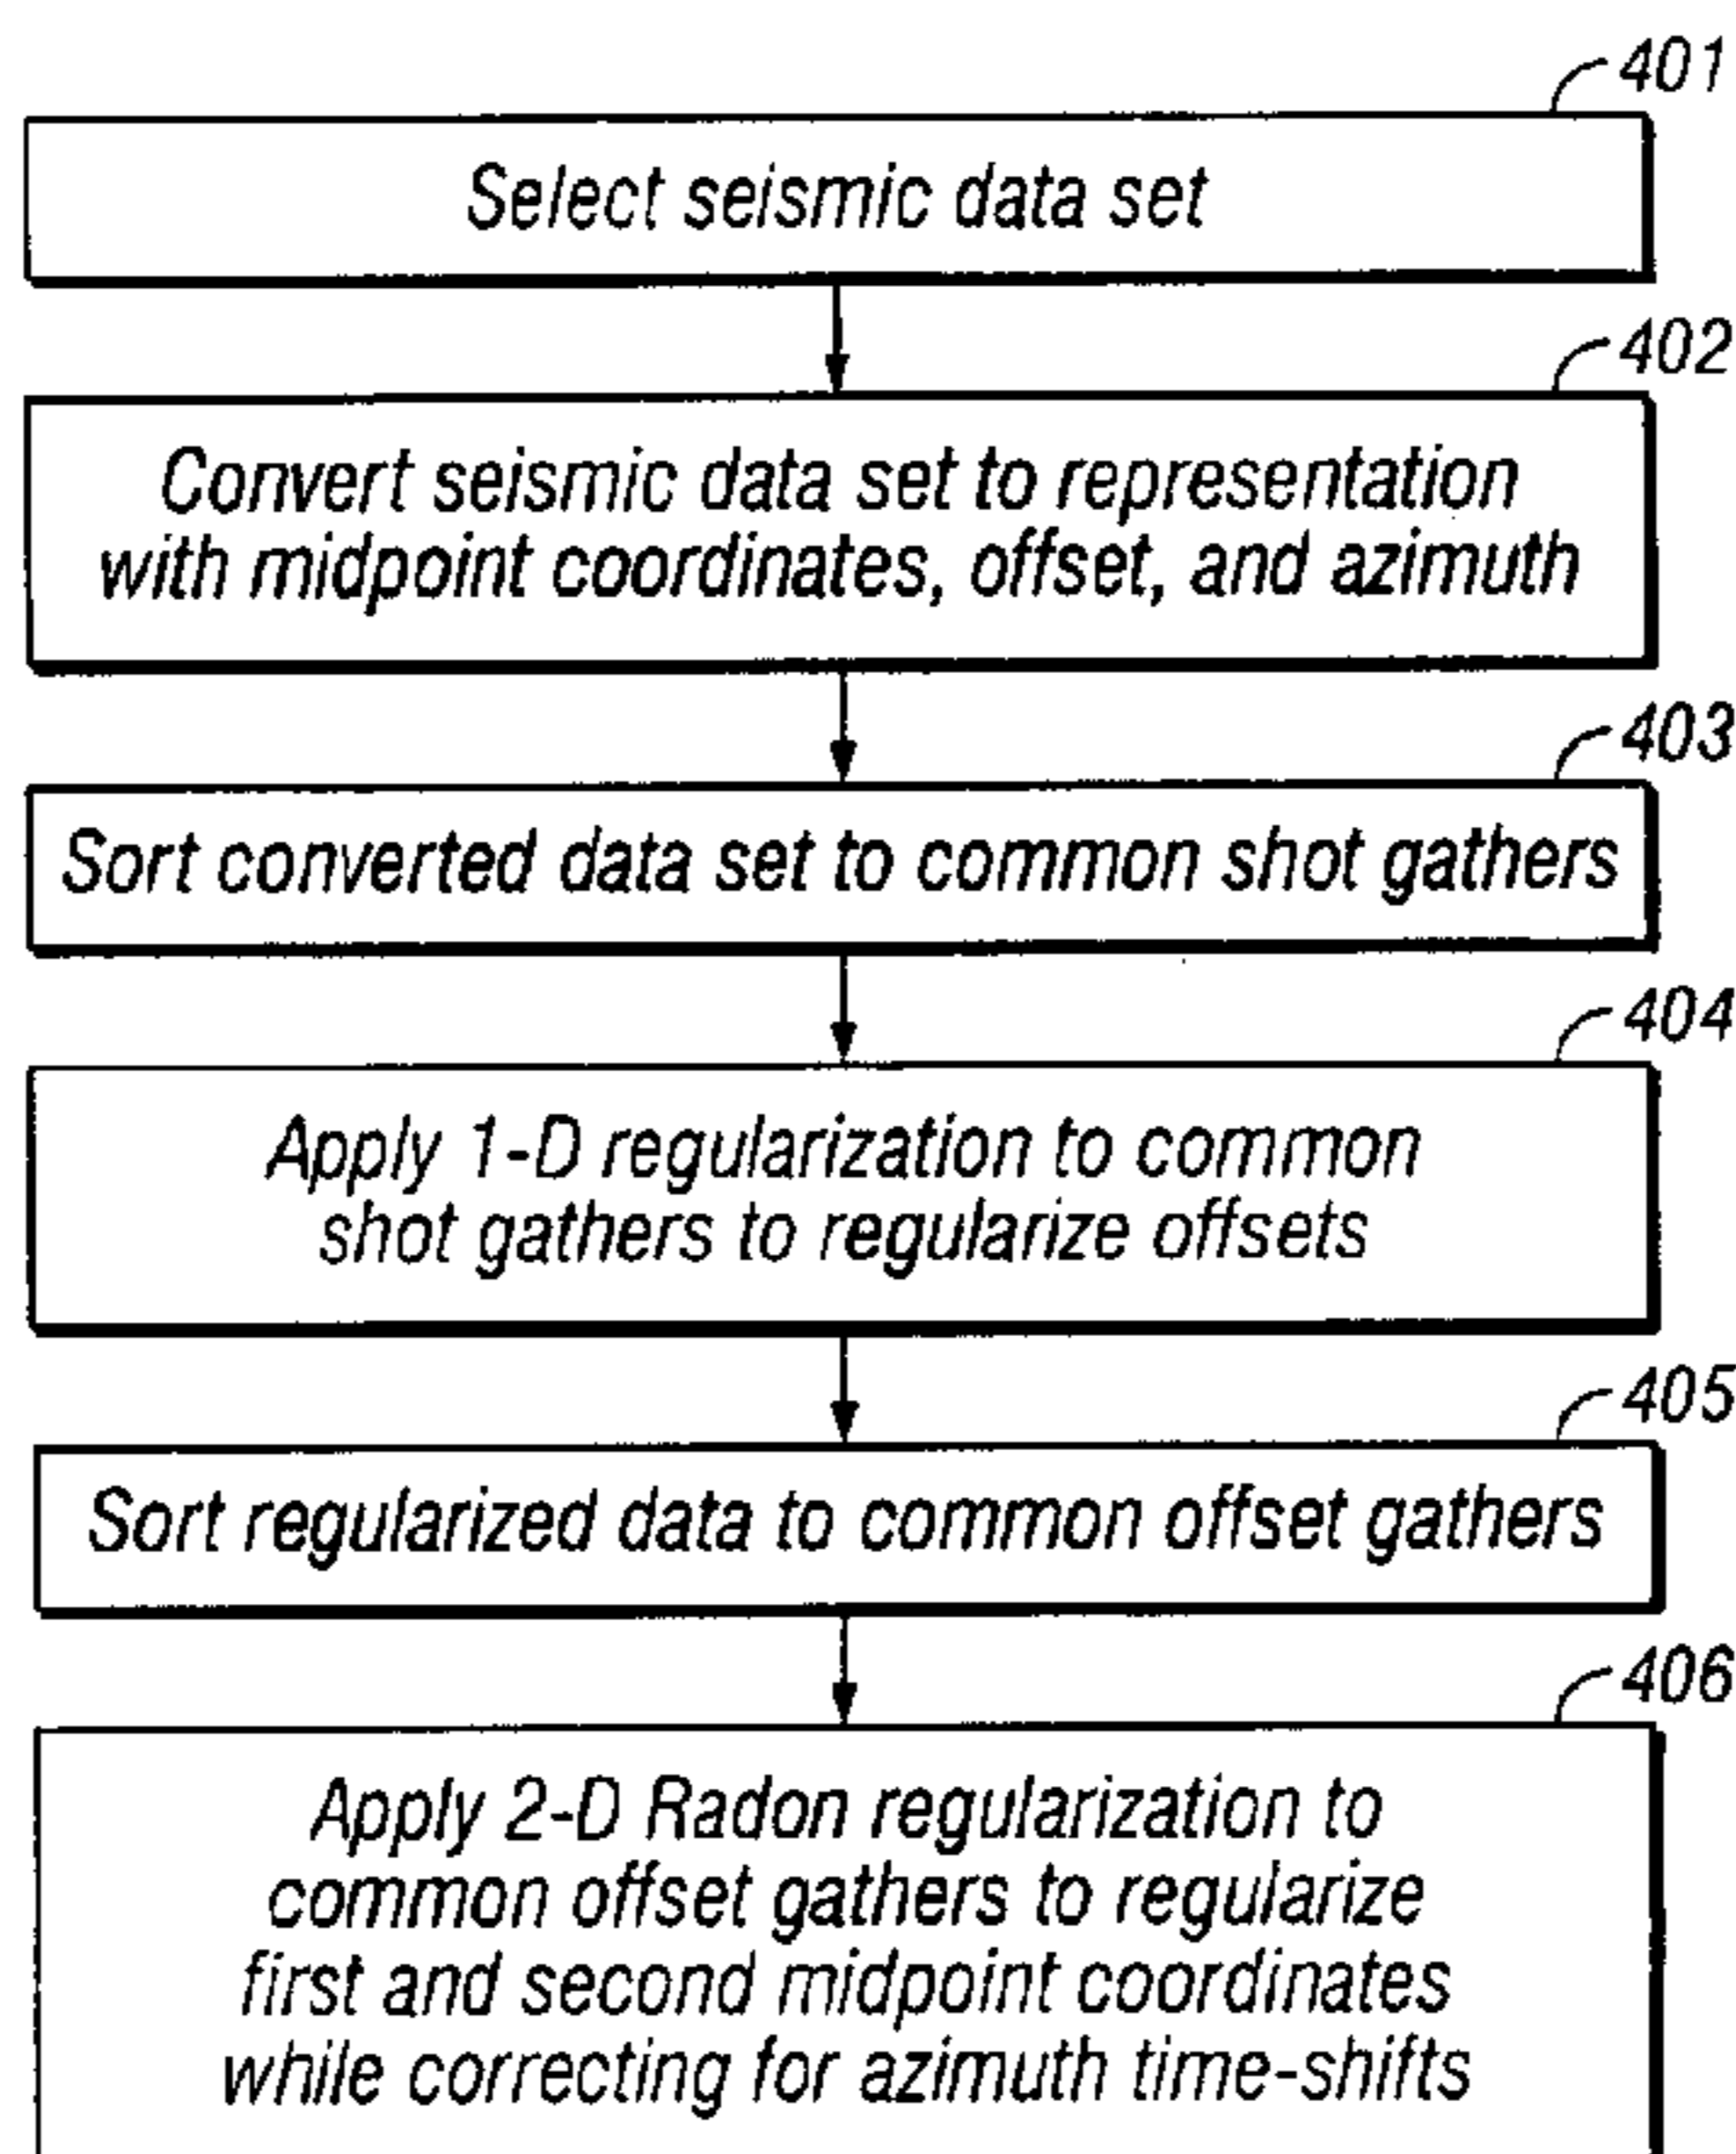 401
Select seismic data set
402
Convert seismic data set to representation
with midpoint coordinates, offset, and azimuth
403
Sort converted data set to common shot gathers
404
Apply 1-D regularization to common
shot gathers to regularize offsets
405
Sort regularized data to common offset gathers
406
Apply 2-D Radon regularization to
common offset gathers to regularize
first and second midpoint coordinates
while correcting for azimuth time-shifts